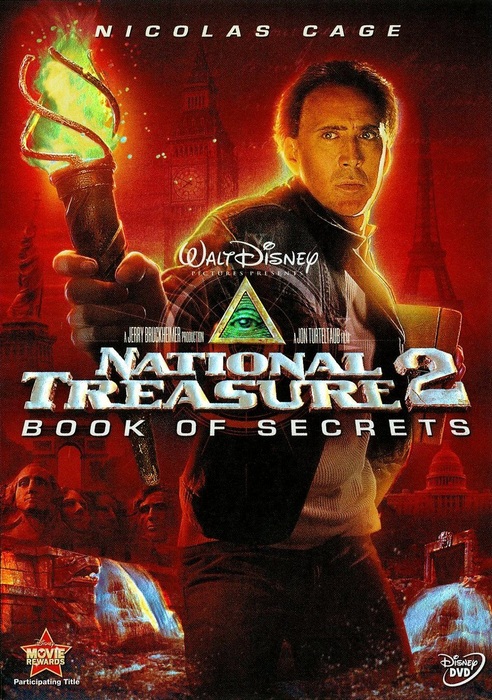 NICOLAS CAGE
WALT DISNEY
PICTURES PRESENTS
A JERRY BRUCKHEIMER PRODUCTION
A JON TURTELTAUB FILM
NATIONAL
TREASURE 2
BOOK OF SECRETS
Disney
MOVIE
REWARDS
Participating Title
Disney
DVD